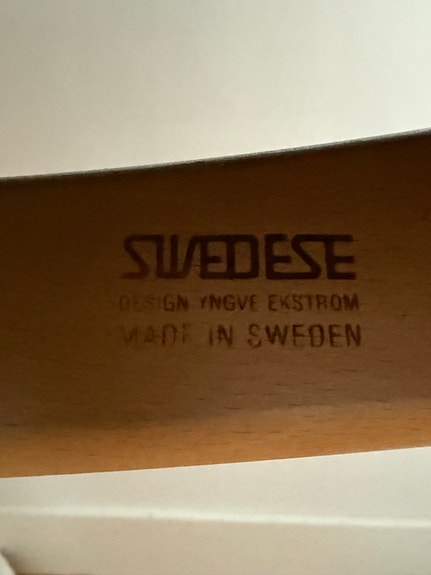 SWEDESE
DESIGN YNGVE EKSTROM
MADE IN SWEDEN